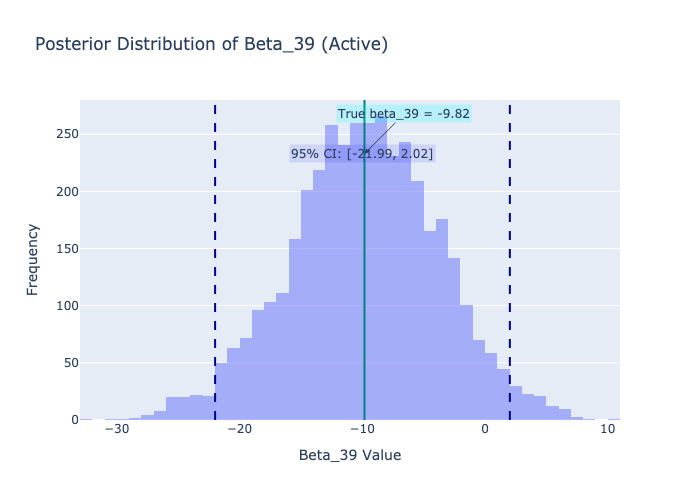 Posterior Distribution of Beta_39 (Active)
True beta_39 = -9.82
95% CI: [-21.99, 2.02]
250
200
150
100
50
0
Frequency
−30
−20
−10
0
10
Beta_39 Value